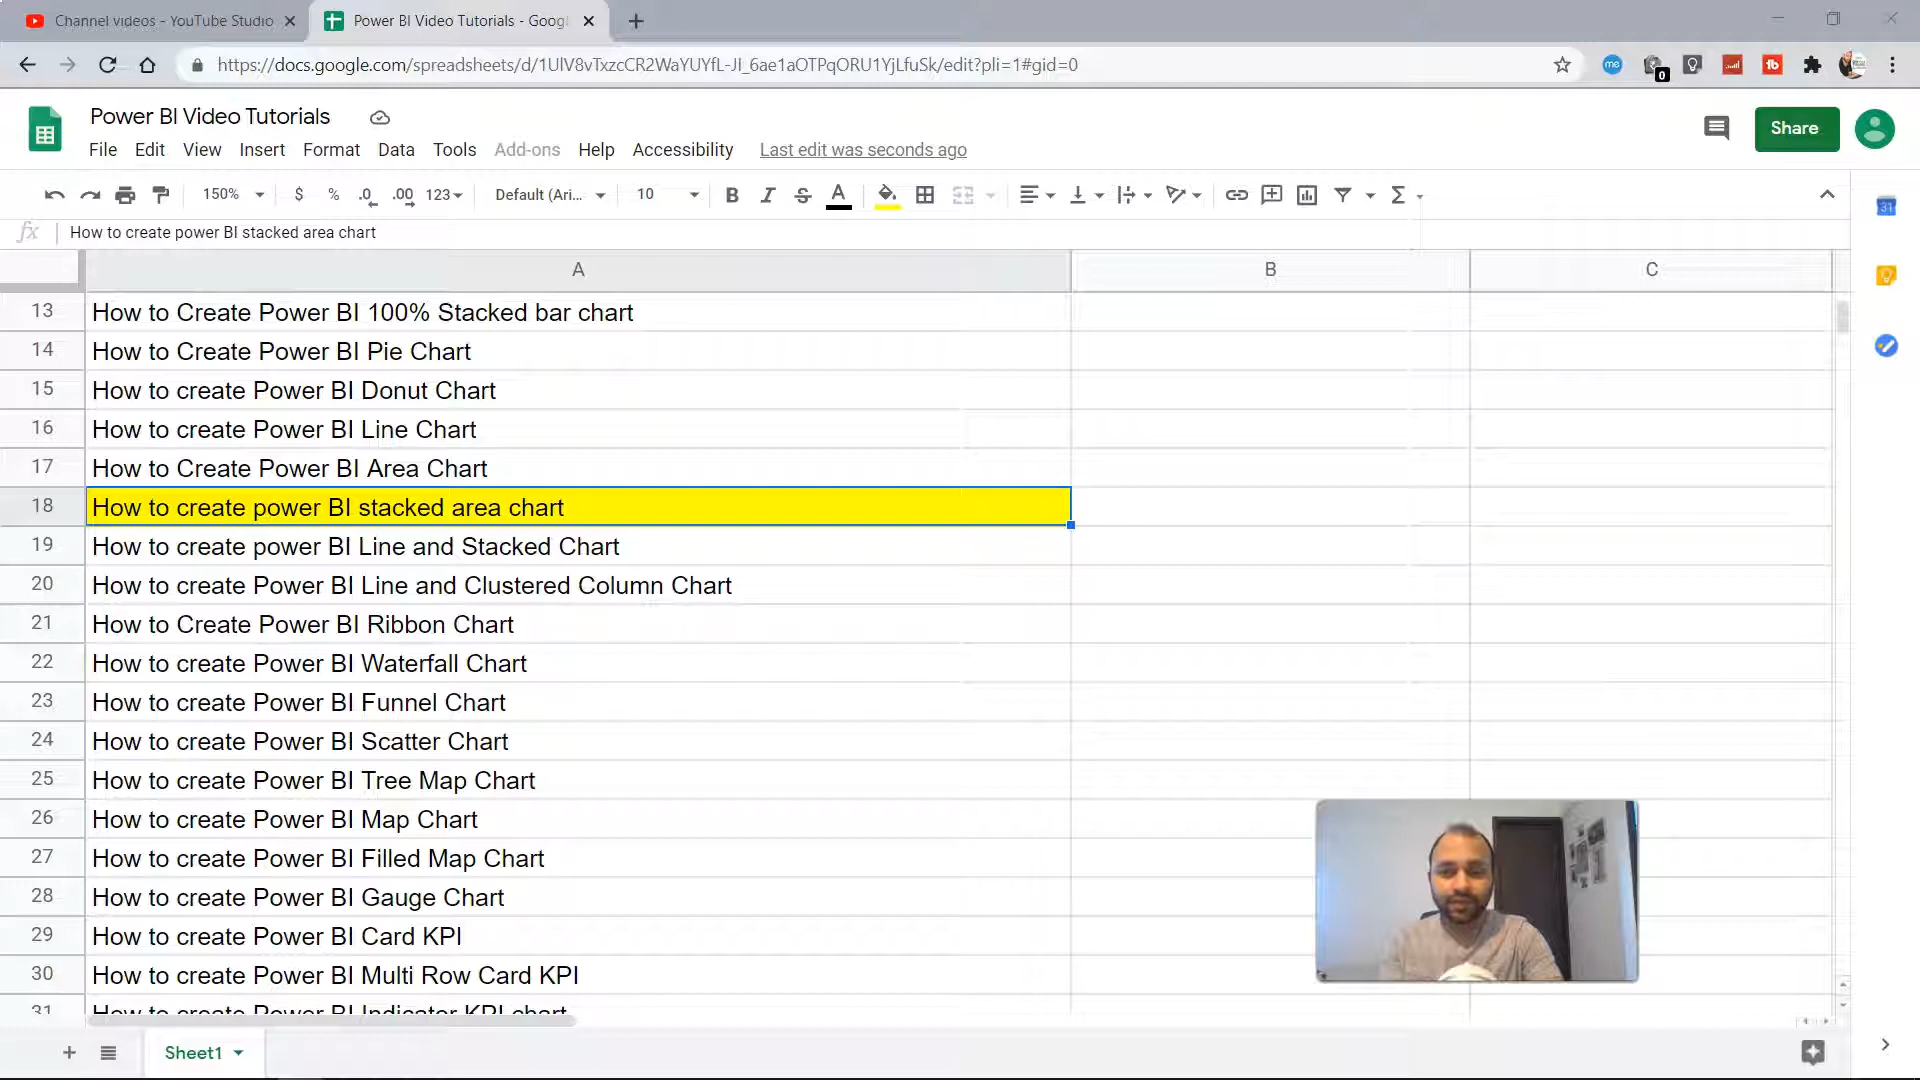 Channel videos - YouTube Studio
Power BI Video Tutorials - Goog
https://docs.google.com/spreadsheets/d/1UlV8vTxzcCR2WaYUYfL-JI_6ae1aOTPqORU1YjLfuSk/edit?pli=1#gid=0
me
0
tb
Power BI Video Tutorials
File Edit View Insert Format Data Tools Add-ons Help Accessibility Last edit was seconds ago
Share
150% $ % .0 .00 123 Default (Ari... 10 B I S A Σ
31
fx How to create power BI stacked area chart
A B C
13 How to Create Power BI 100% Stacked bar chart
14 How to Create Power BI Pie Chart
15 How to create Power BI Donut Chart
16 How to create Power BI Line Chart
17 How to Create Power BI Area Chart
18 How to create power BI stacked area chart
19 How to create power BI Line and Stacked Chart
20 How to create Power BI Line and Clustered Column Chart
21 How to Create Power BI Ribbon Chart
22 How to create Power BI Waterfall Chart
23 How to create Power BI Funnel Chart
24 How to create Power BI Scatter Chart
25 How to create Power BI Tree Map Chart
26 How to create Power BI Map Chart
27 How to create Power BI Filled Map Chart
28 How to create Power BI Gauge Chart
29 How to create Power BI Card KPI
30 How to create Power BI Multi Row Card KPI
31 How to create Power BI Indicator KPI chart
Sheet1